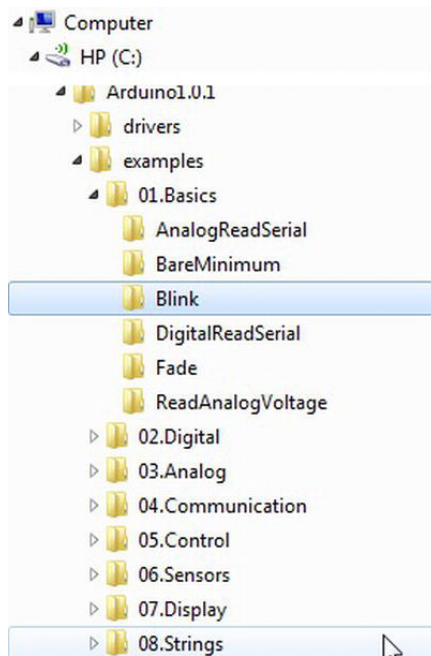 Computer
HP (C:)
Arduino1.0.1
drivers
examples
01.Basics
AnalogReadSerial
BareMinimum
Blink
DigitalReadSerial
Fade
ReadAnalogVoltage
02.Digital
03.Analog
04.Communication
05.Control
06.Sensors
07.Display
08.Strings